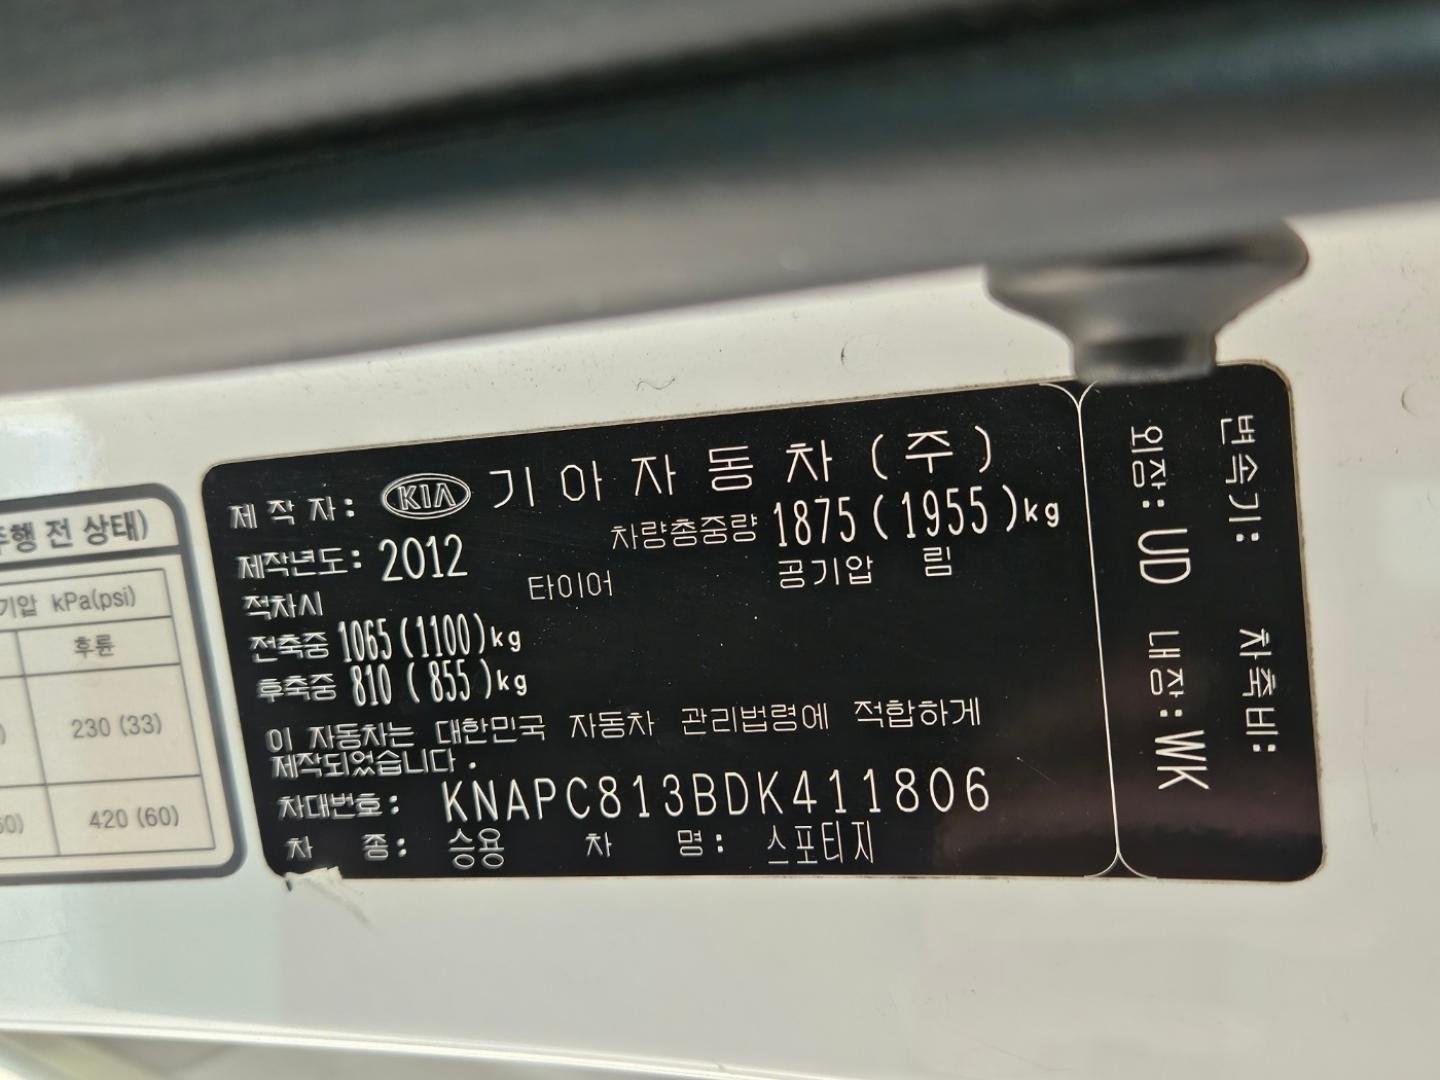 주행 전 상태)
기압 kPa(psi)
후륜
230 (33)
420 (60)
제 작 자: KIA 기 아 자 동 차 (주)
차량총중량 1875(1955)kg
제작년도: 2012
타이어 공기압 림
적차시
전축중 1065(1100)kg
후축중 810 (855)kg
이 자동차는 대한민국 자동차 관리법령에 적합하게
제작되었습니다.
차대번호: KNAPC813BDK411806
차 종: 승용 차 명: 스포티지
변속기: 차축비:
외장: UD 내장: WK